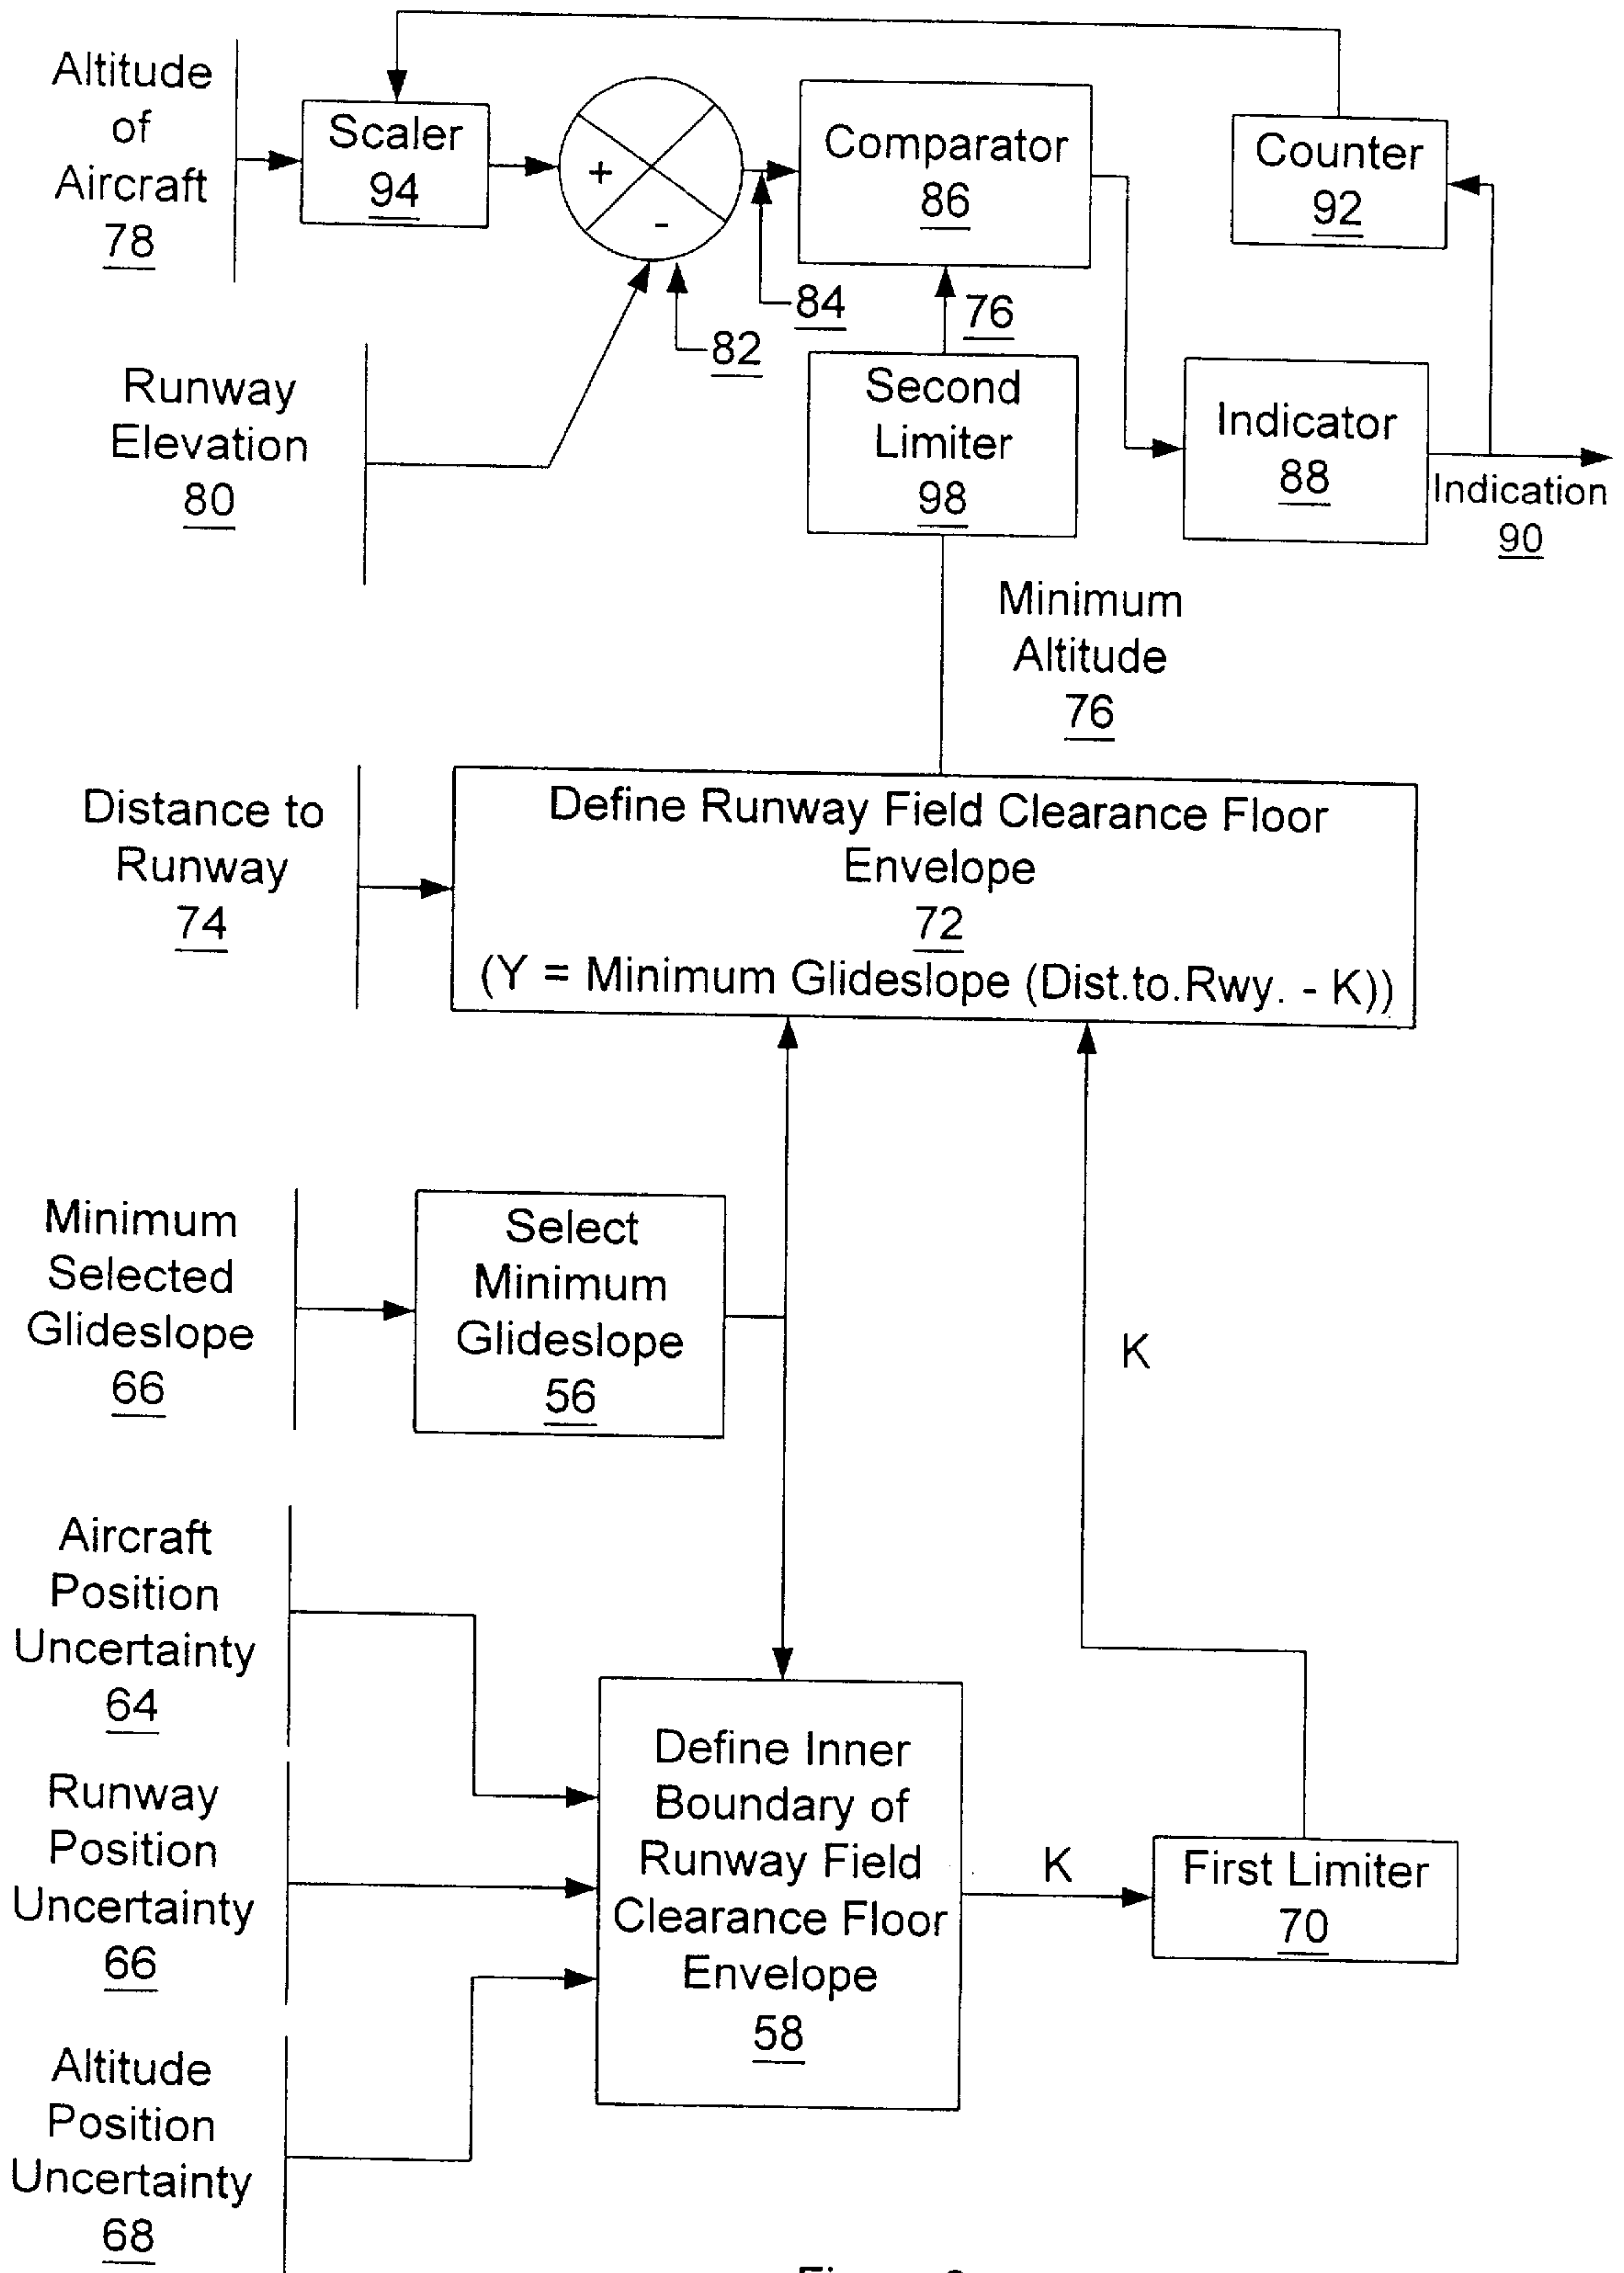 Altitude
of
Aircraft
78
Scaler
94
+
-
Comparator
86
Counter
92
84
82
76
Runway
Elevation
80
Second
Limiter
98
Indicator
88
Indication
90
Minimum
Altitude
76
Distance to
Runway
74
Define Runway Field Clearance Floor
Envelope
72
(Y = Minimum Glideslope (Dist.to.Rwy. - K))
Minimum
Selected
Glideslope
66
Select
Minimum
Glideslope
56
K
Aircraft
Position
Uncertainty
64
Runway
Position
Uncertainty
66
Altitude
Position
Uncertainty
68
Define Inner
Boundary of
Runway Field
Clearance Floor
Envelope
58
K
First Limiter
70